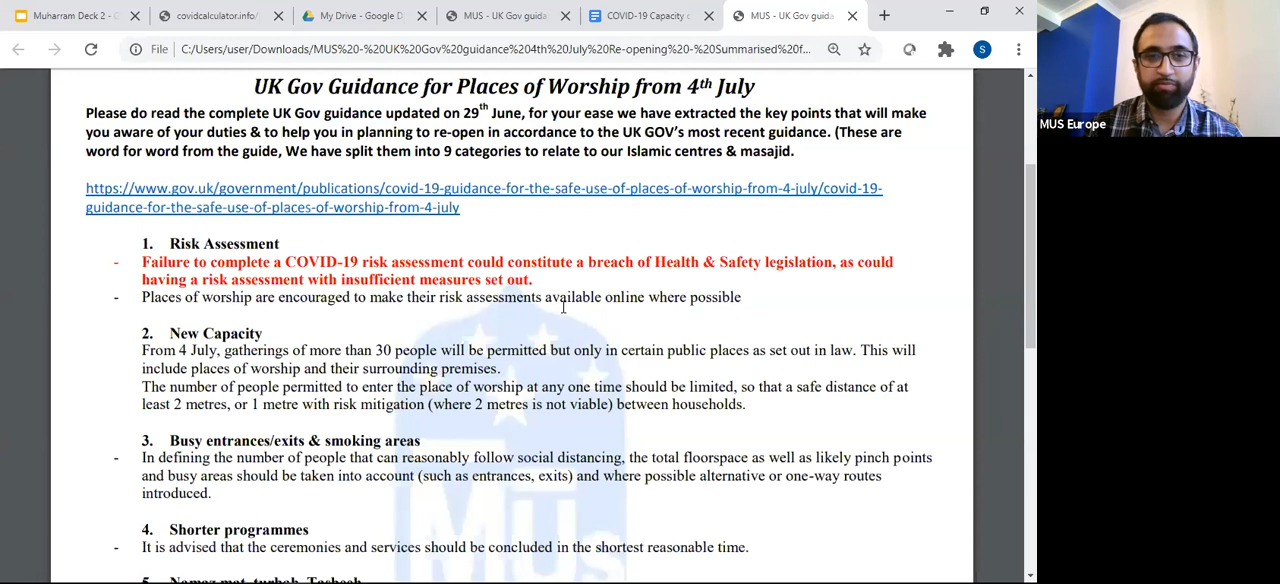 Muharram Deck 2 -
covidcalculator.info/
My Drive - Google D
MUS - UK Gov guida
COVID-19 Capacity c
MUS - UK Gov guida
File
C:/Users/user/Downloads/MUS%20-%20UK%20Gov%20guidance%204th%20July%20Re-opening%20-%20Summarised%20f...
S
UK Gov Guidance for Places of Worship from 4th July
Please do read the complete UK Gov guidance updated on 29th June, for your ease we have extracted the key points that will make
you aware of your duties & to help you in planning to re-open in accordance to the UK GOV's most recent guidance. (These are
word for word from the guide, We have split them into 9 categories to relate to our Islamic centres & masajid.
https://www.gov.uk/government/publications/covid-19-guidance-for-the-safe-use-of-places-of-worship-from-4-july/covid-19-
guidance-for-the-safe-use-of-places-of-worship-from-4-july
1. Risk Assessment
- Failure to complete a COVID-19 risk assessment could constitute a breach of Health & Safety legislation, as could
having a risk assessment with insufficient measures set out.
- Places of worship are encouraged to make their risk assessments available online where possible
2. New Capacity
From 4 July, gatherings of more than 30 people will be permitted but only in certain public places as set out in law. This will
include places of worship and their surrounding premises.
The number of people permitted to enter the place of worship at any one time should be limited, so that a safe distance of at
least 2 metres, or 1 metre with risk mitigation (where 2 metres is not viable) between households.
3. Busy entrances/exits & smoking areas
- In defining the number of people that can reasonably follow social distancing, the total floorspace as well as likely pinch points
and busy areas should be taken into account (such as entrances, exits) and where possible alternative or one-way routes
introduced.
4. Shorter programmes
- It is advised that the ceremonies and services should be concluded in the shortest reasonable time.
5. Namaz mat, turbah, Tasbeeh
MUS
MUS Europe